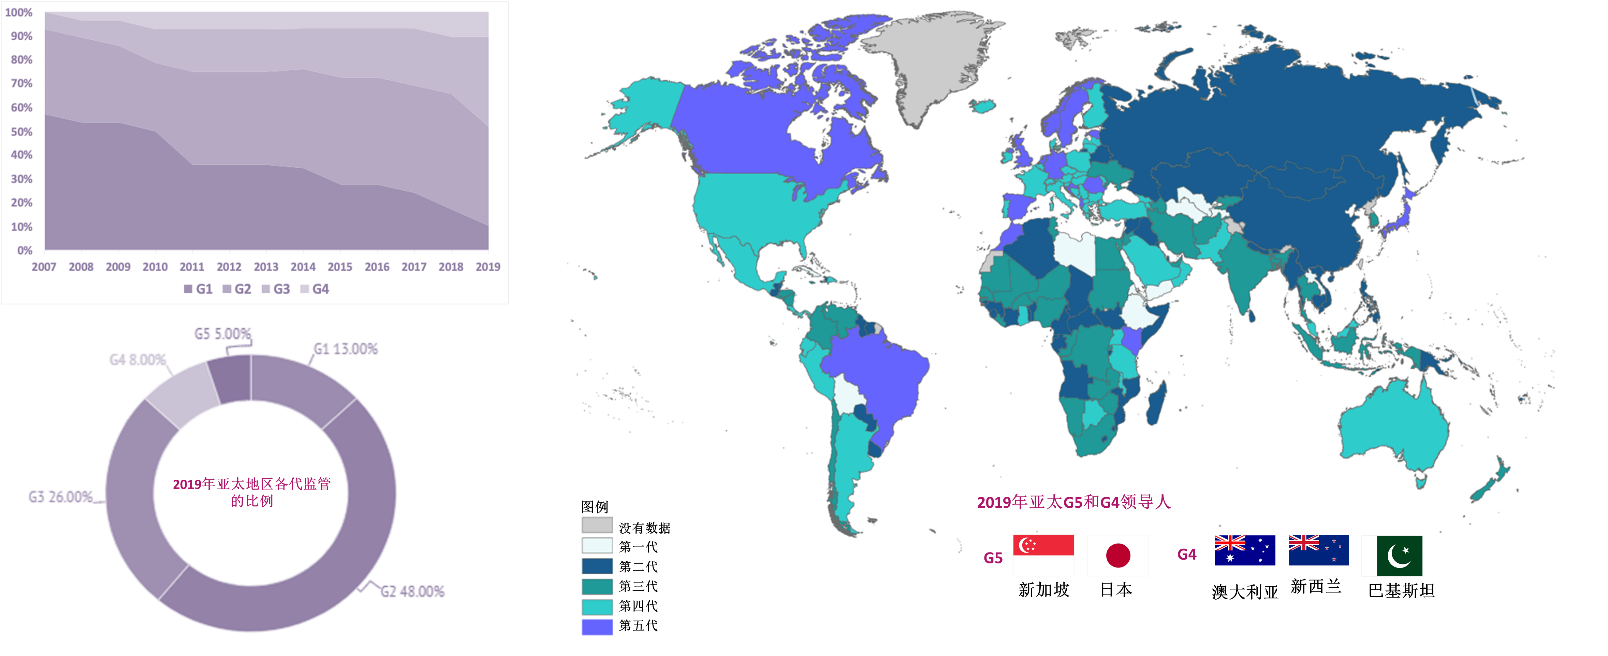 100%
90%
80%
70%
60%
50%
40%
30%
20%
10%
0%
2007 2008 2009 2010 2011 2012 2013 2014 2015 2016 2017 2018 2019
G1 G2 G3 G4
G5 5.00%
G1 13.00%
G4 8.00%
G3 26.00%
G2 48.00%
2019年亚太地区各代监管
的比例
图例
没有数据
第一代
第二代
第三代
第四代
第五代
2019年亚太G5和G4领导人
G5
新加坡
日本
G4
澳大利亚
新西兰
巴基斯坦